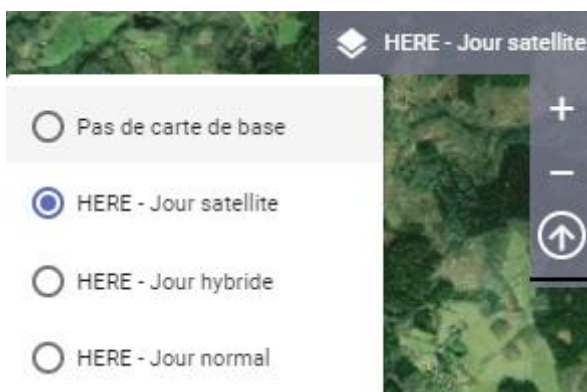 HERE - Jour satellite
Pas de carte de base
HERE - Jour satellite
HERE - Jour hybride
HERE - Jour normal